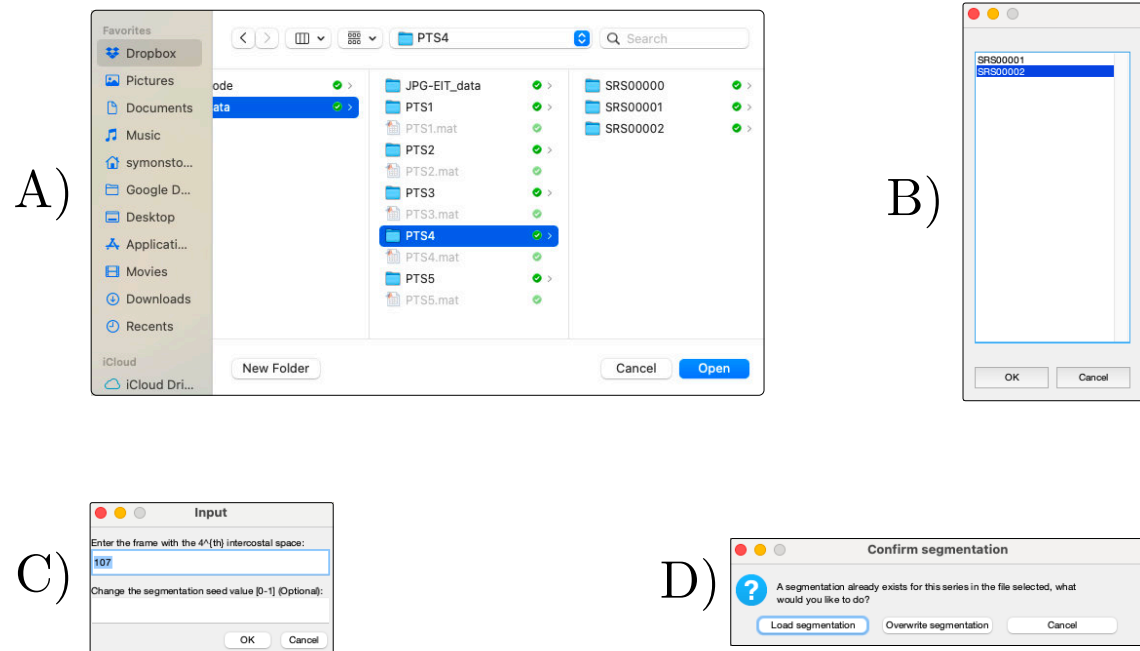 A)
Favorites
Dropbox
Pictures
Documents
Music
symonsto...
Google D...
Desktop
Applicati...
Movies
Downloads
Recents
iCloud
iCloud Dri...
PTS4
Search
ode
ata
JPG-EIT_data
PTS1
PTS1.mat
PTS2
PTS2.mat
PTS3
PTS3.mat
PTS4
PTS4.mat
PTS5
PTS5.mat
SRS00000
SRS00001
SRS00002
New Folder
Cancel
Open
B)
SRS00001
SRS00002
OK
Cancel
C)
Input
Enter the frame with the 4^{th} intercostal space:
107
Change the segmentation seed value [0-1] (Optional):
OK
Cancel
D)
Confirm segmentation
A segmentation already exists for this series in the file selected, what
would you like to do?
Load segmentation
Overwrite segmentation
Cancel